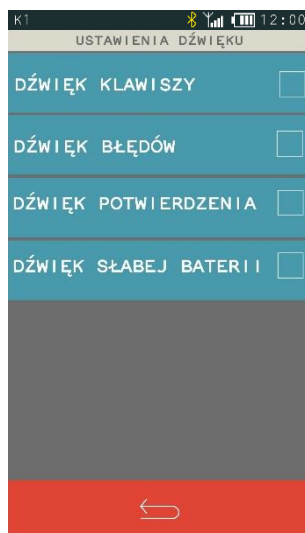 K1 12:00
USTAWIENIA DŹWIĘKU
DŹWIĘK KLAWISZY
DŹWIĘK BŁĘDÓW
DŹWIĘK POTWIERDZENIA
DŹWIĘK SŁABEJ BATERII